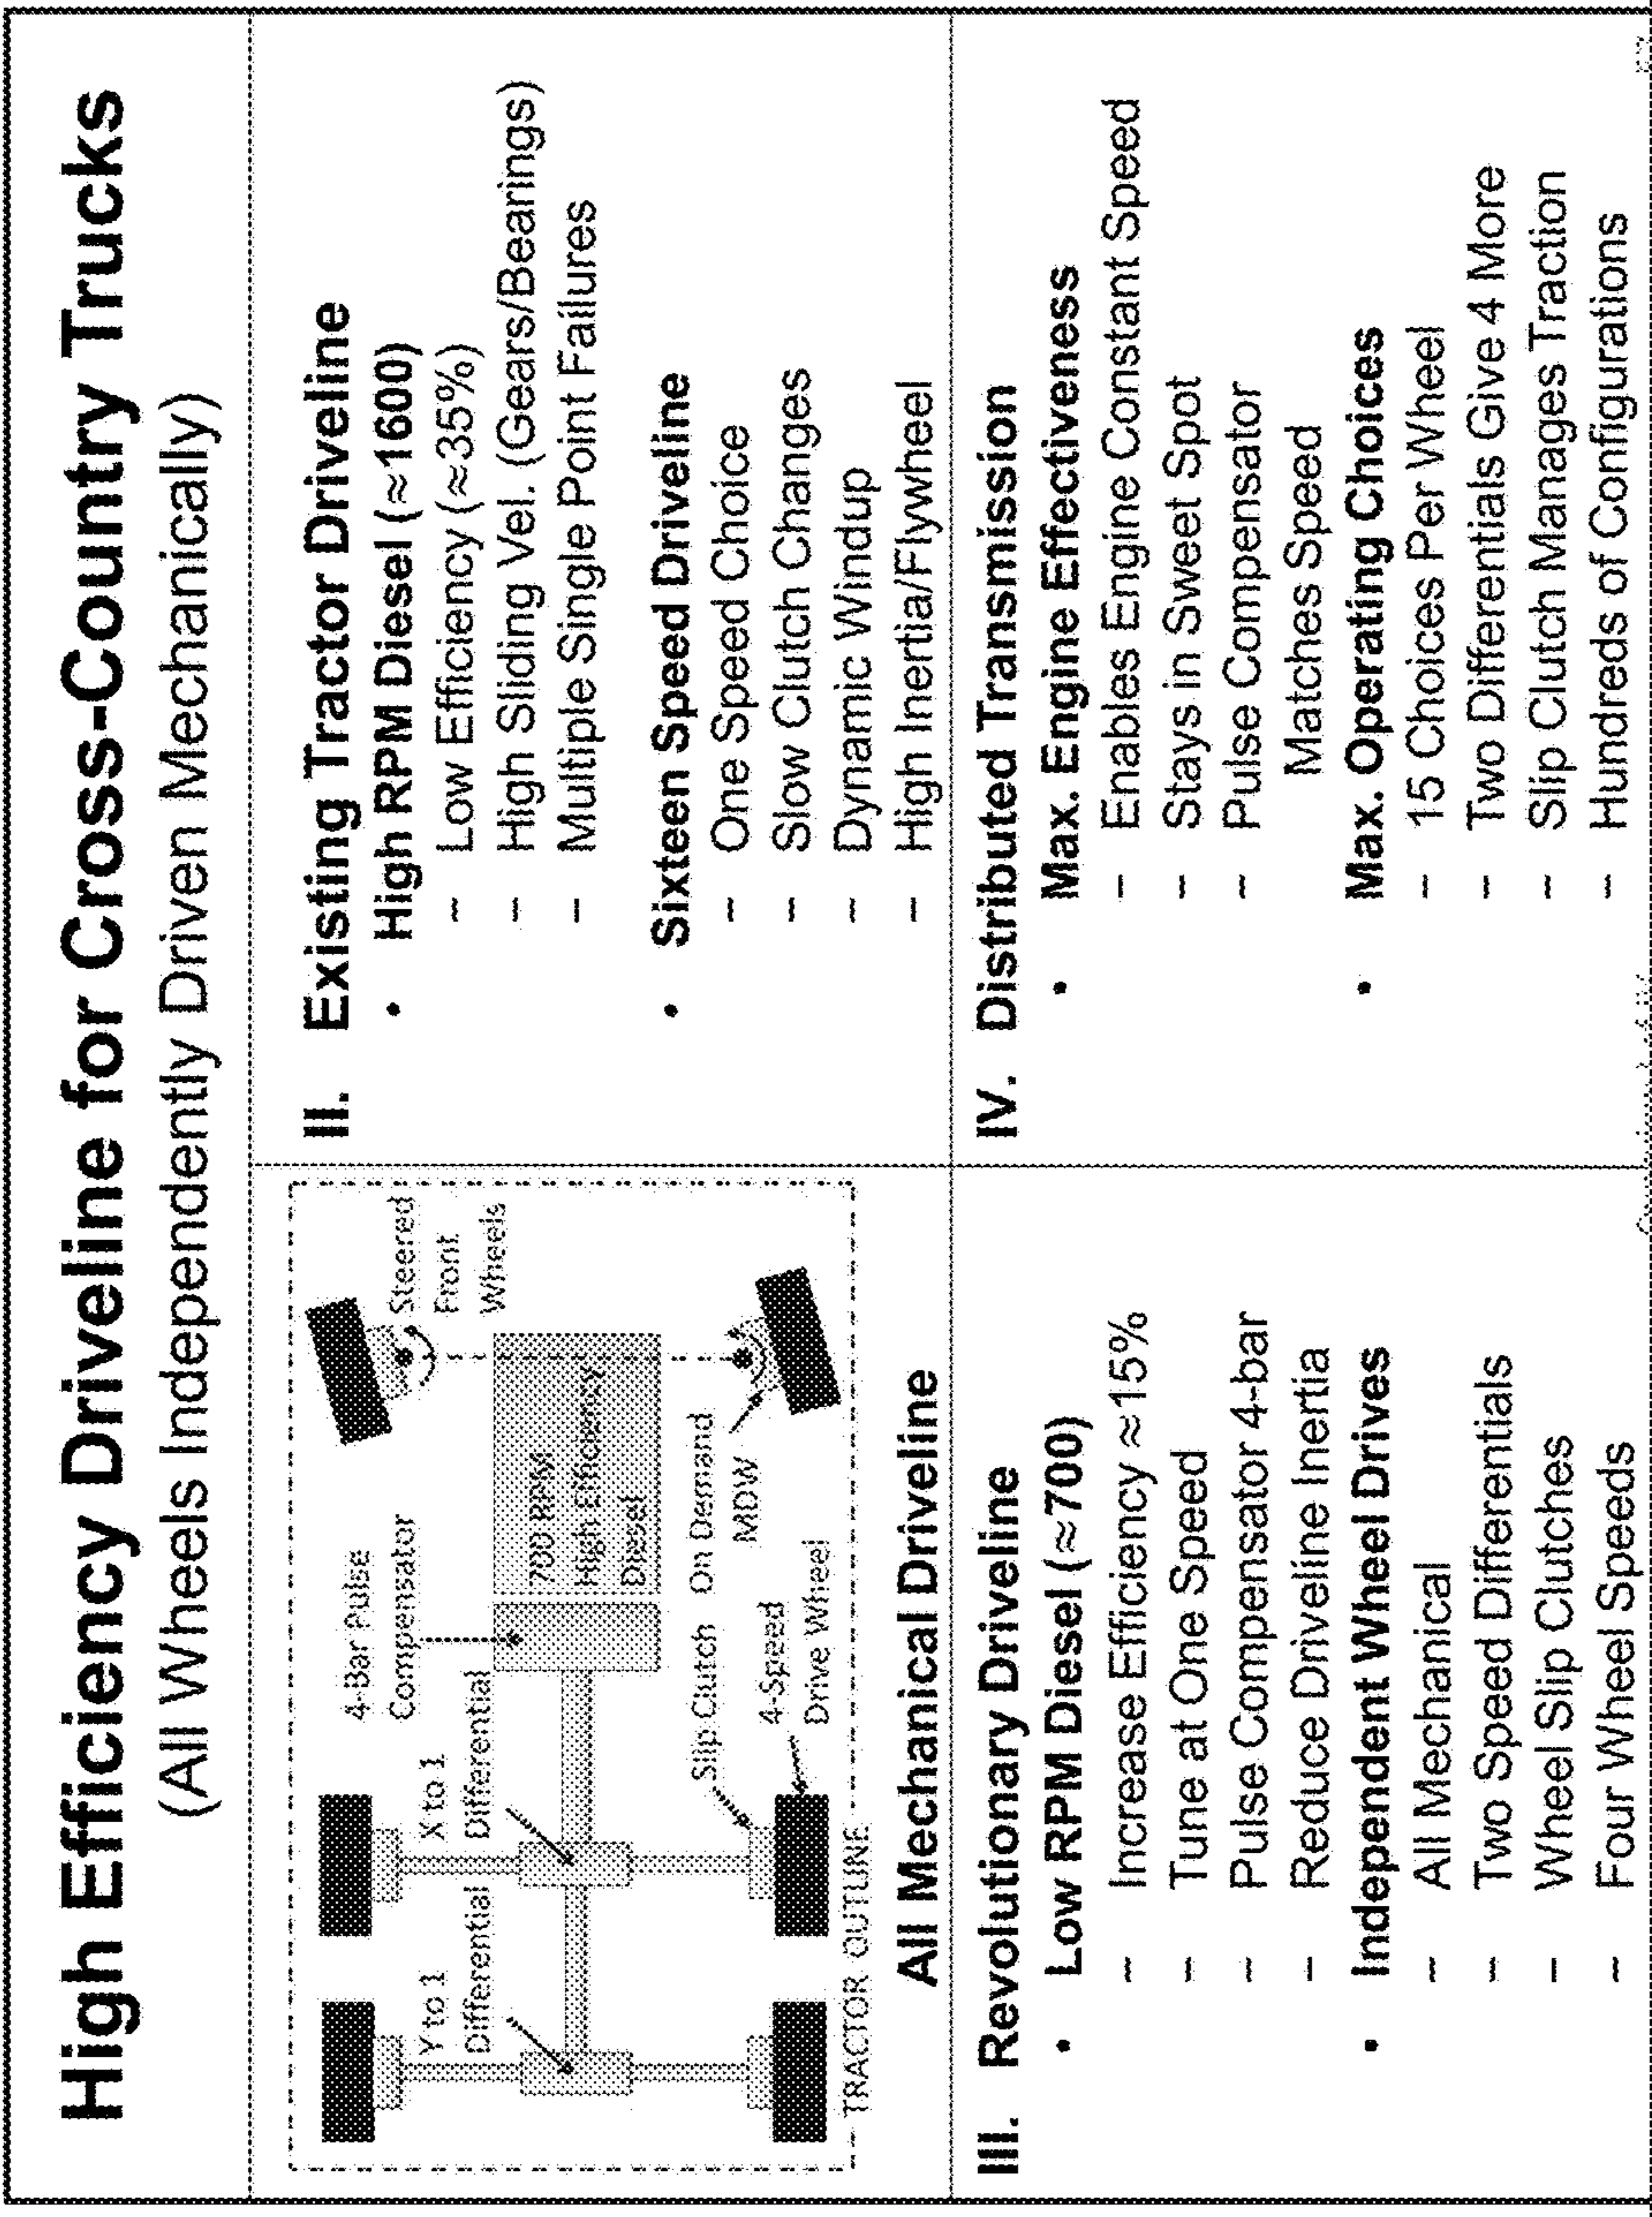 High Efficiency Driveline for Cross-Country Trucks
(All Wheels Independently Driven Mechanically)
Y to 1
Differential
X to 1
Differential
4-Bar Pulse
Compensator
700 RPM
High Efficiency
Diesel
Steered
Front
Wheels
Slip Clutch
On Demand
MDW
4-Speed
Drive Wheel
TRACTOR OUTLINE
All Mechanical Driveline
II. Existing Tractor Driveline
• High RPM Diesel (≈1600)
– Low Efficiency (≈35%)
– High Sliding Vel. (Gears/Bearings)
– Multiple Single Point Failures
• Sixteen Speed Driveline
– One Speed Choice
– Slow Clutch Changes
– Dynamic Windup
– High Inertia/Flywheel
III. Revolutionary Driveline
• Low RPM Diesel (≈700)
– Increase Efficiency ≈15%
– Tune at One Speed
– Pulse Compensator 4-bar
– Reduce Driveline Inertia
• Independent Wheel Drives
– All Mechanical
– Two Speed Differentials
– Wheel Slip Clutches
– Four Wheel Speeds
IV. Distributed Transmission
• Max. Engine Effectiveness
– Enables Engine Constant Speed
– Stays in Sweet Spot
– Pulse Compensator
Matches Speed
• Max. Operating Choices
– 15 Choices Per Wheel
– Two Differentials Give 4 More
– Slip Clutch Manages Traction
– Hundreds of Configurations